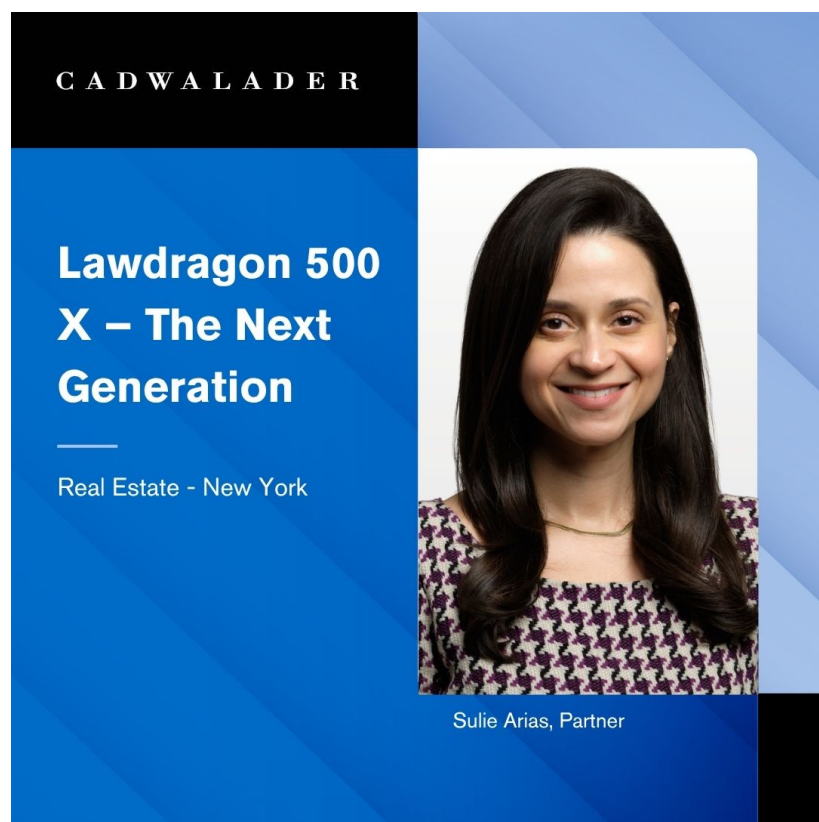 CADWALADER
Lawdragon 500
X – The Next
Generation
Real Estate - New York
Sulie Arias, Partner